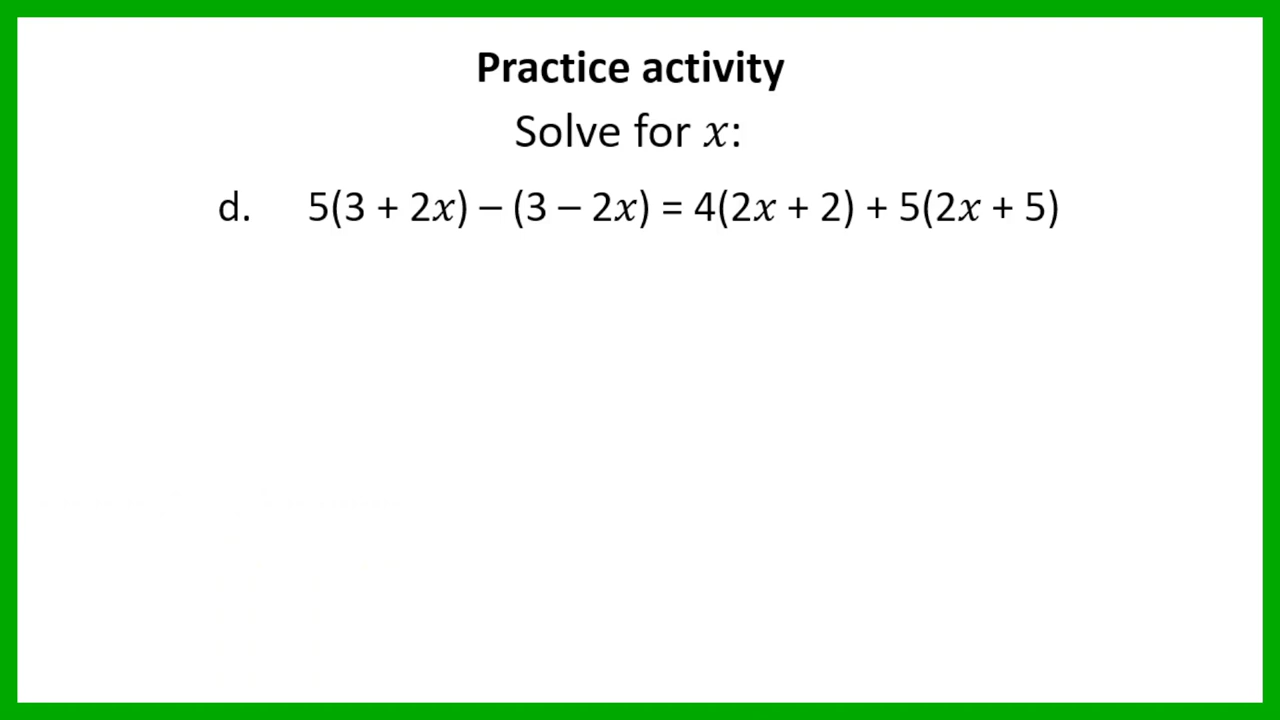 Practice activity
Solve for x:
d. 5(3 + 2x) – (3 – 2x) = 4(2x + 2) + 5(2x + 5)